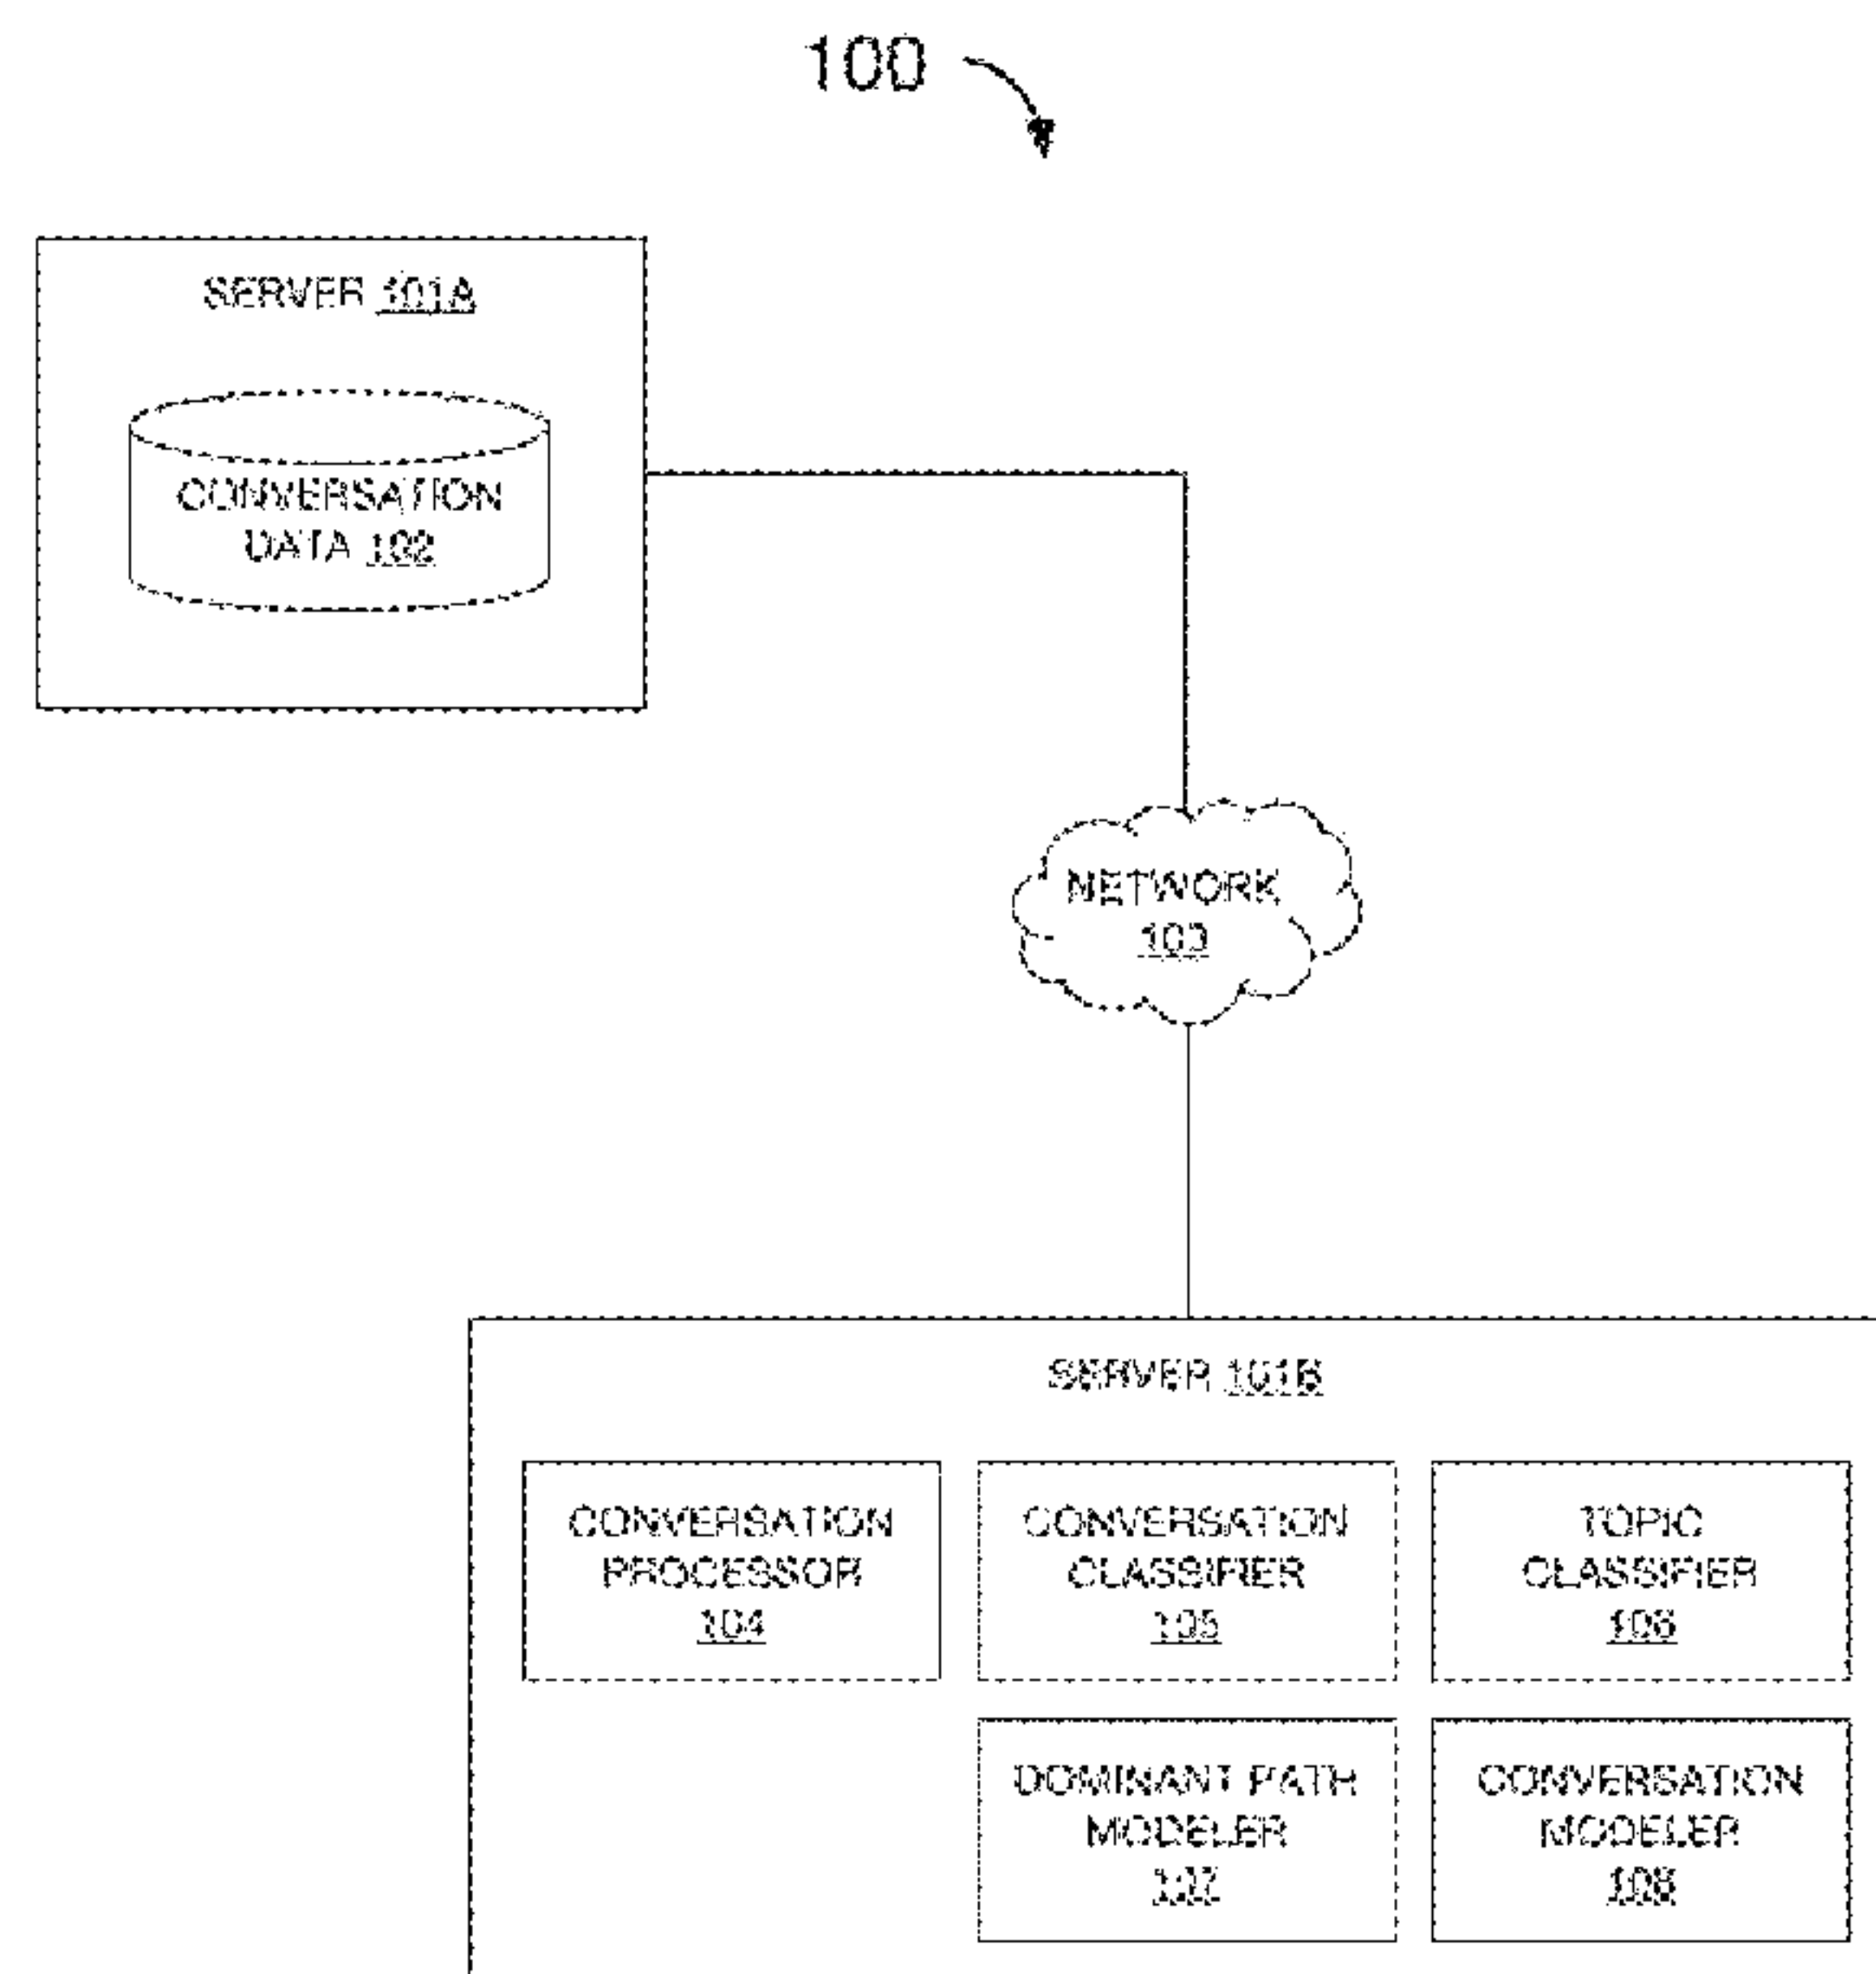 100
SERVER 101A
CONVERSATION
DATA 102
NETWORK
103
SERVER 101B
CONVERSATION
PROCESSOR
104
CONVERSATION
CLASSIFIER
105
TOPIC
CLASSIFIER
106
DOMINANT PATH
MODELER
107
CONVERSATION
MODELER
108